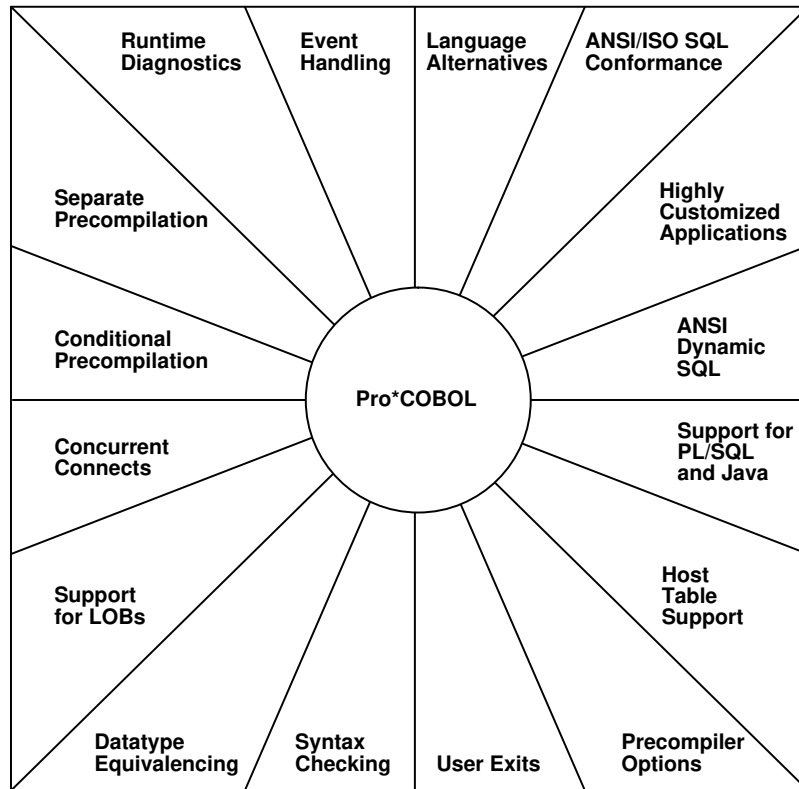 Runtime
Diagnostics
Event
Handling
Language
Alternatives
ANSI/ISO SQL
Conformance
Separate
Precompilation
Highly
Customized
Applications
Conditional
Precompilation
ANSI
Dynamic
SQL
Pro*COBOL
Concurrent
Connects
Support for
PL/SQL
and Java
Support
for LOBs
Host
Table
Support
Datatype
Equivalencing
Syntax
Checking
User Exits
Precompiler
Options